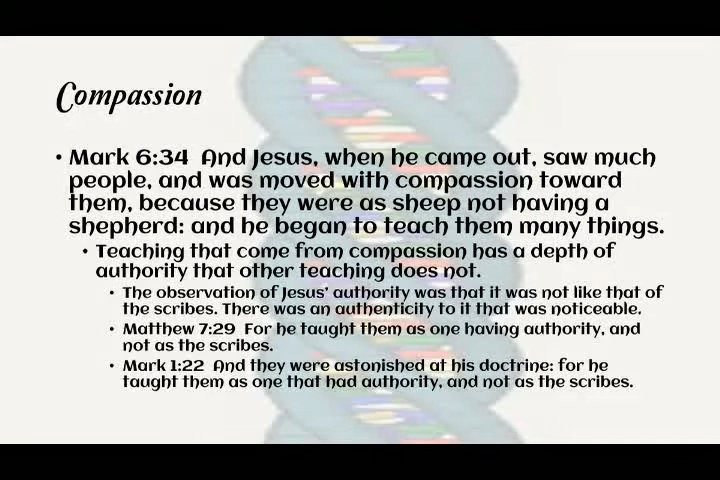 Compassion
• Mark 6:34 And Jesus, when he came out, saw much
people, and was moved with compassion toward
them, because they were as sheep not having a
shepherd: and he began to teach them many things.
• Teaching that come from compassion has a depth of
authority that other teaching does not.
• The observation of Jesus' authority was that it was not like that of
the scribes. There was an authenticity to it that was noticeable.
• Matthew 7:29 For he taught them as one having authority, and
not as the scribes.
• Mark 1:22 And they were astonished at his doctrine: for he
taught them as one that had authority, and not as the scribes.